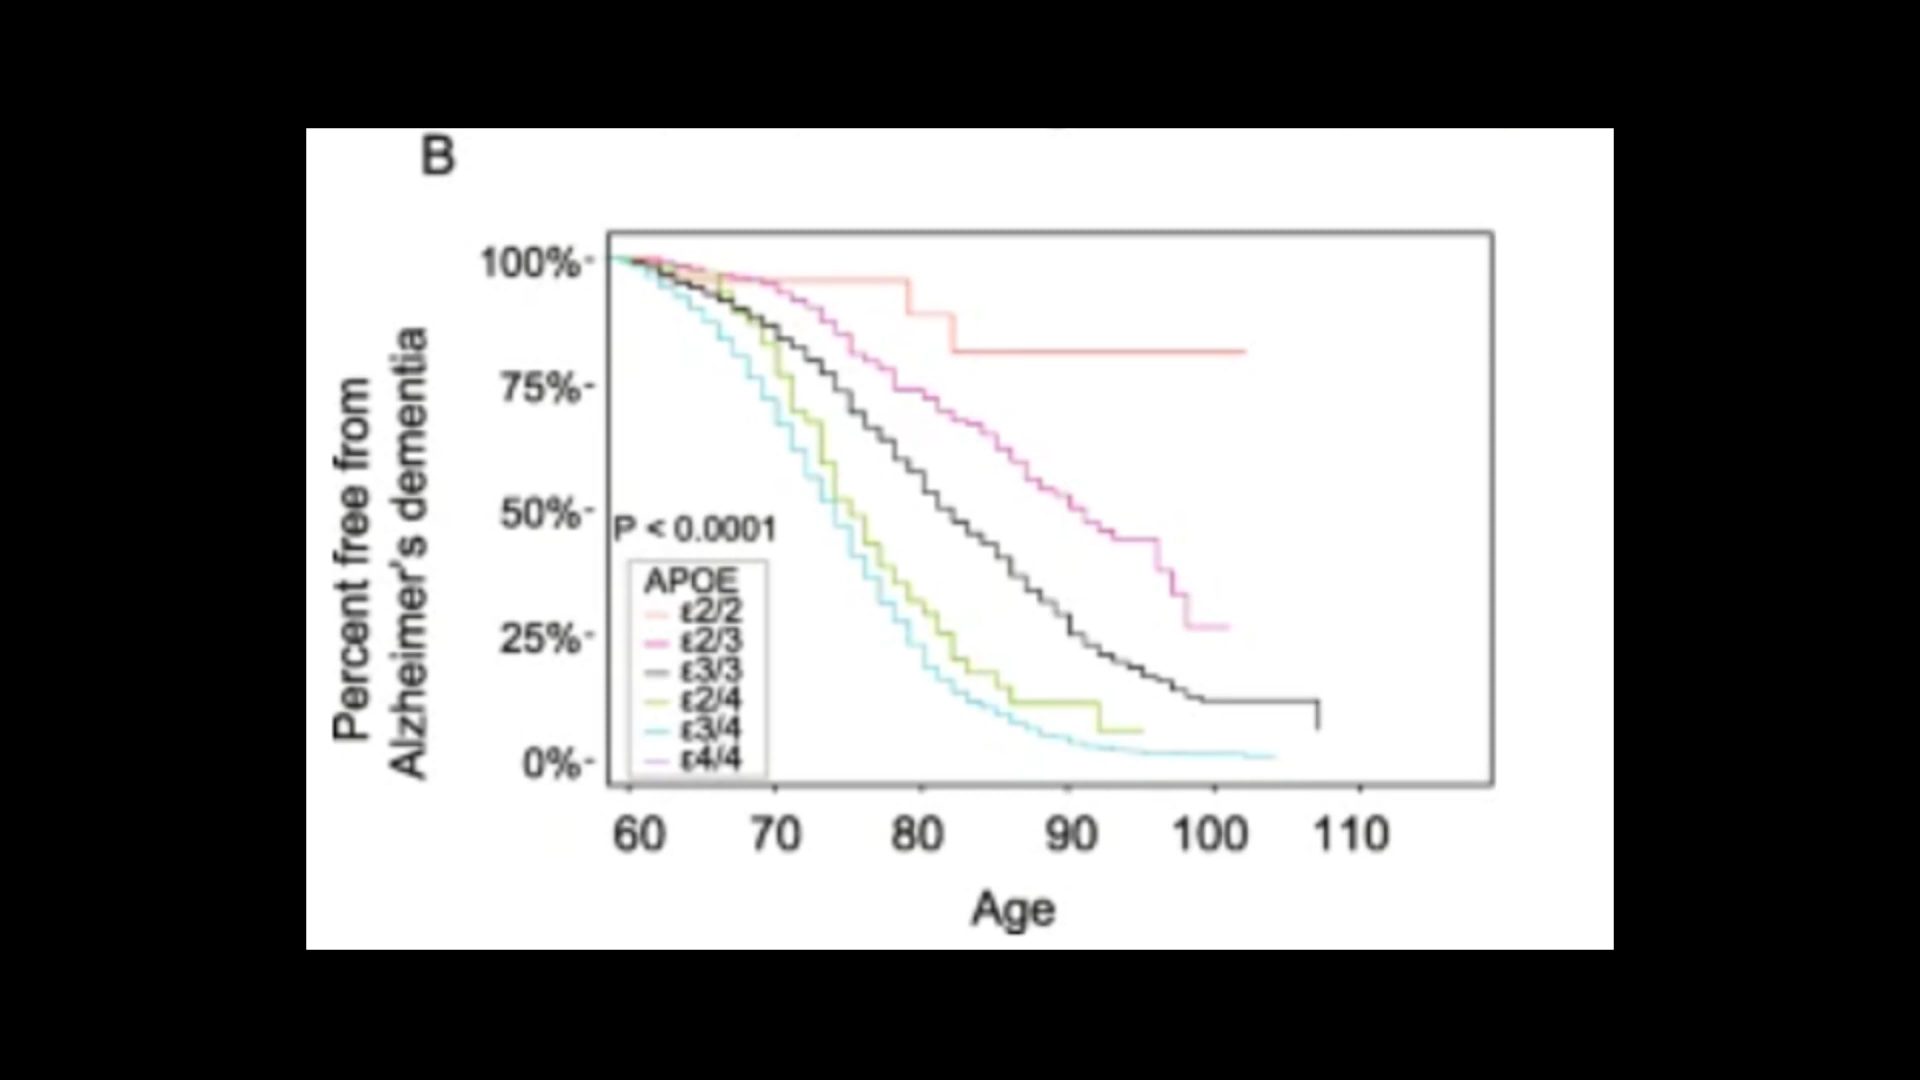 B
Percent free from
Alzheimer's dementia
100%
75%
50%
25%
0%
P < 0.0001
APOE
ε2/2
ε2/3
ε3/3
ε2/4
ε3/4
ε4/4
60 70 80 90 100 110
Age